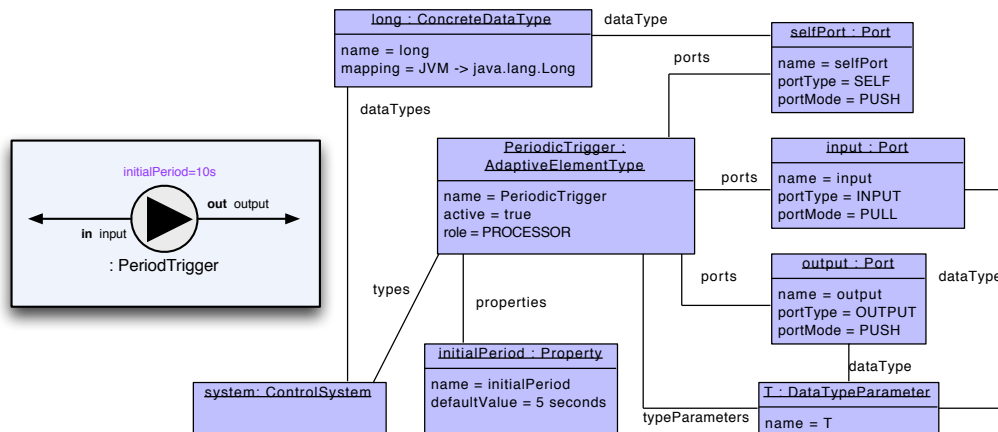 long : ConcreteDataType
name = long
mapping = JVM -> java.lang.Long
dataType
selfPort : Port
name = selfPort
portType = SELF
portMode = PUSH
ports
dataTypes
initialPeriod=10s
out output
in input
: PeriodTrigger
PeriodicTrigger :
AdaptiveElementType
name = PeriodicTrigger
active = true
role = PROCESSOR
ports
input : Port
name = input
portType = INPUT
portMode = PULL
types
properties
ports
output : Port
name = output
portType = OUTPUT
portMode = PUSH
dataType
dataType
initialPeriod : Property
name = initialPeriod
defaultValue = 5 seconds
system: ControlSystem
typeParameters
T : DataTypeParameter
name = T